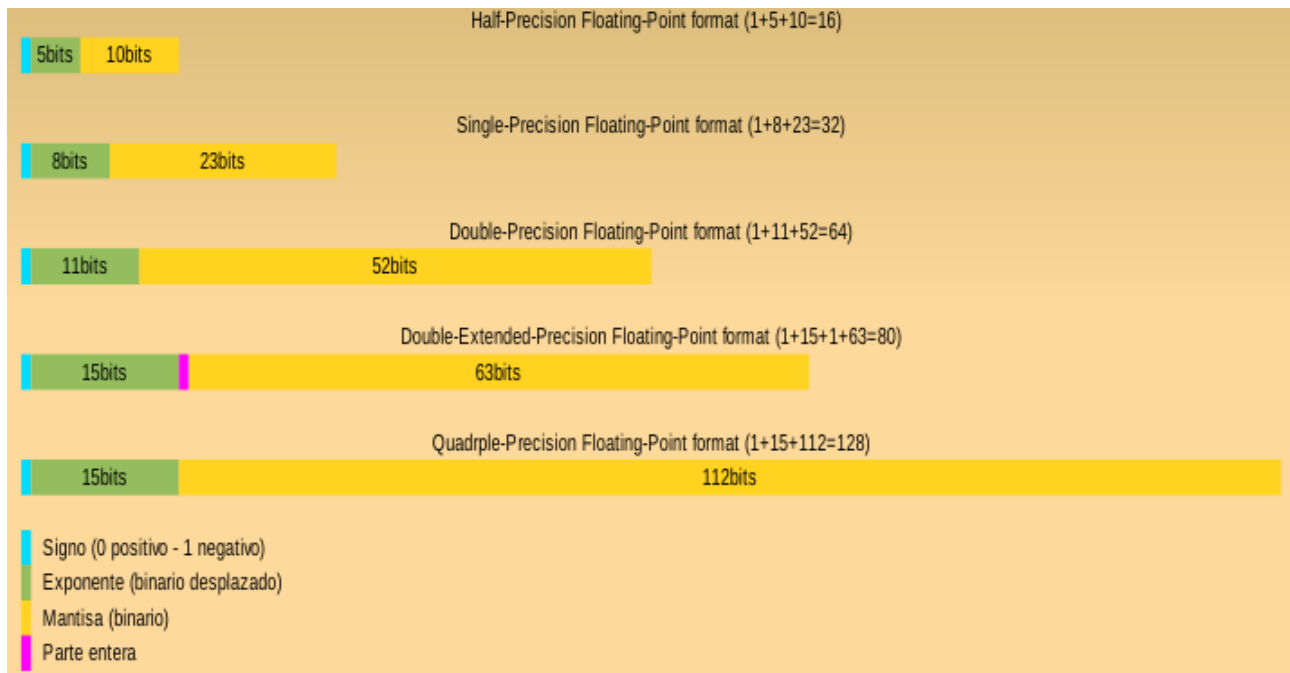 Half-Precision Floating-Point format (1+5+10=16)
5bits 10bits
Single-Precision Floating-Point format (1+8+23=32)
8bits 23bits
Double-Precision Floating-Point format (1+11+52=64)
11bits 52bits
Double-Extended-Precision Floating-Point format (1+15+1+63=80)
15bits 63bits
Quadrple-Precision Floating-Point format (1+15+112=128)
15bits 112bits
Signo (0 positivo - 1 negativo)
Exponente (binario desplazado)
Mantisa (binario)
Parte entera